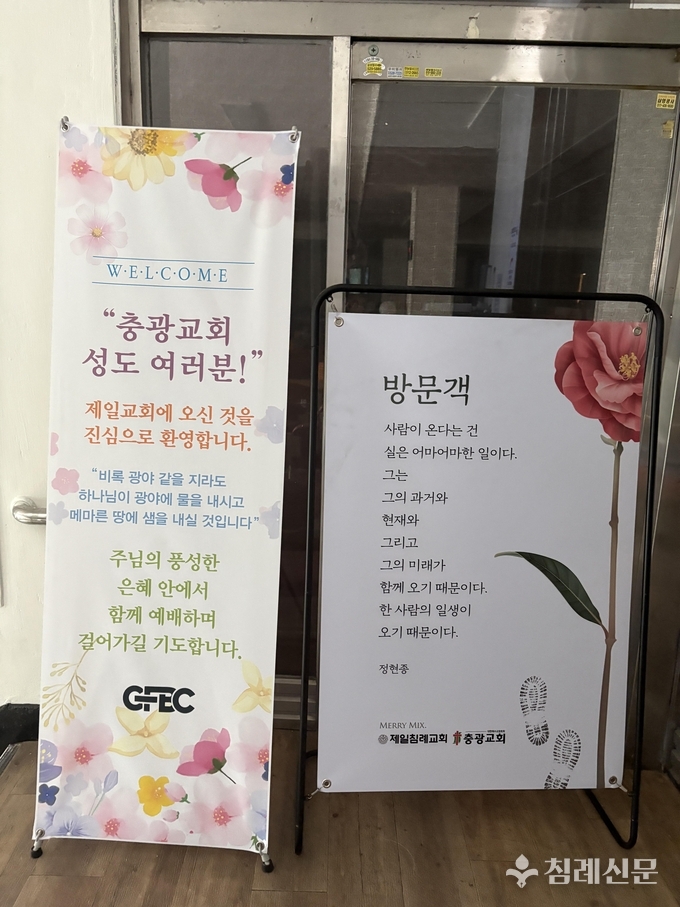 W·E·L·C·O·M·E
“충광교회
성도 여러분!”
제일교회에 오신 것을
진심으로 환영합니다.
“비록 광야 같을 지라도
하나님이 광야에 물을 내시고
메마른 땅에 샘을 내실 것입니다”
주님의 풍성한
은혜 안에서
함께 예배하며
걸어가길 기도합니다.
GFEC
방문객
사람이 온다는 건
실은 어마어마한 일이다.
그는
그의 과거와
현재와
그리고
그의 미래가
함께 오기 때문이다.
한 사람의 일생이
오기 때문이다.
정현종
MERRY MIX.
제일침례교회 충광교회
침례신문